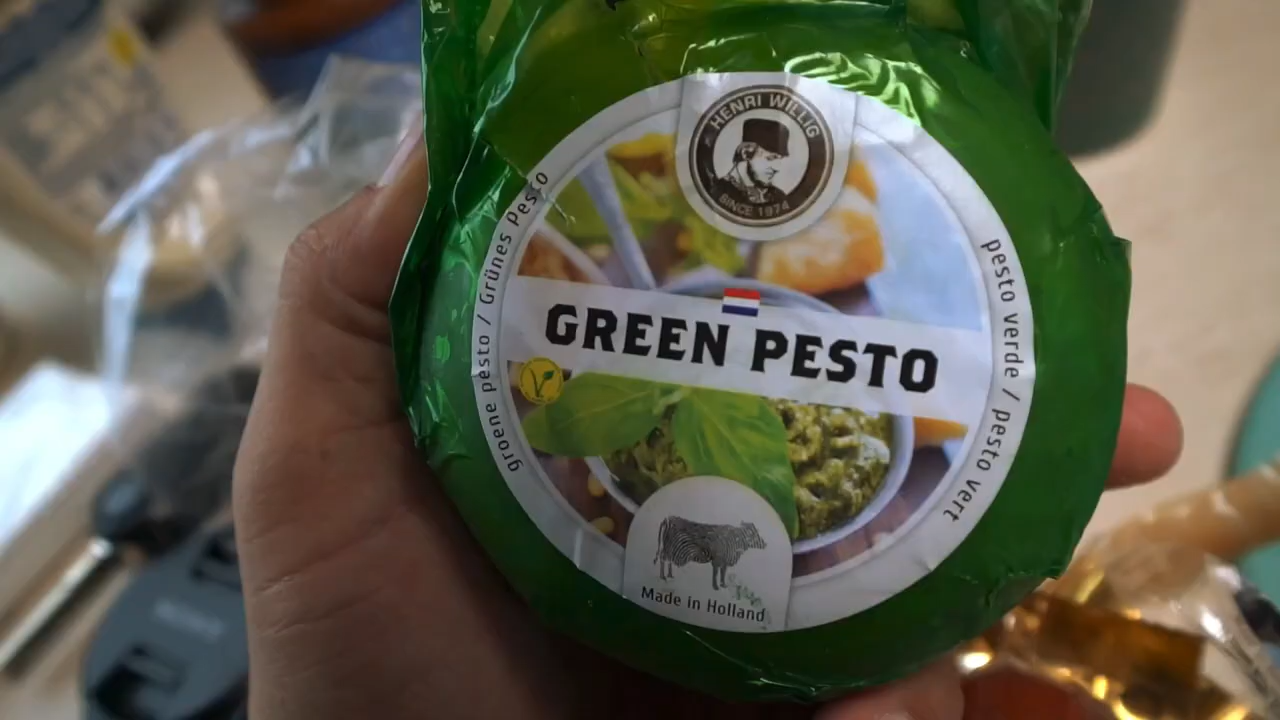 HENRI WILLIG
SINCE 1974
groene pesto / Grünes Pesto
GREEN PESTO
pesto verde / pesto vert
V
Made in Holland